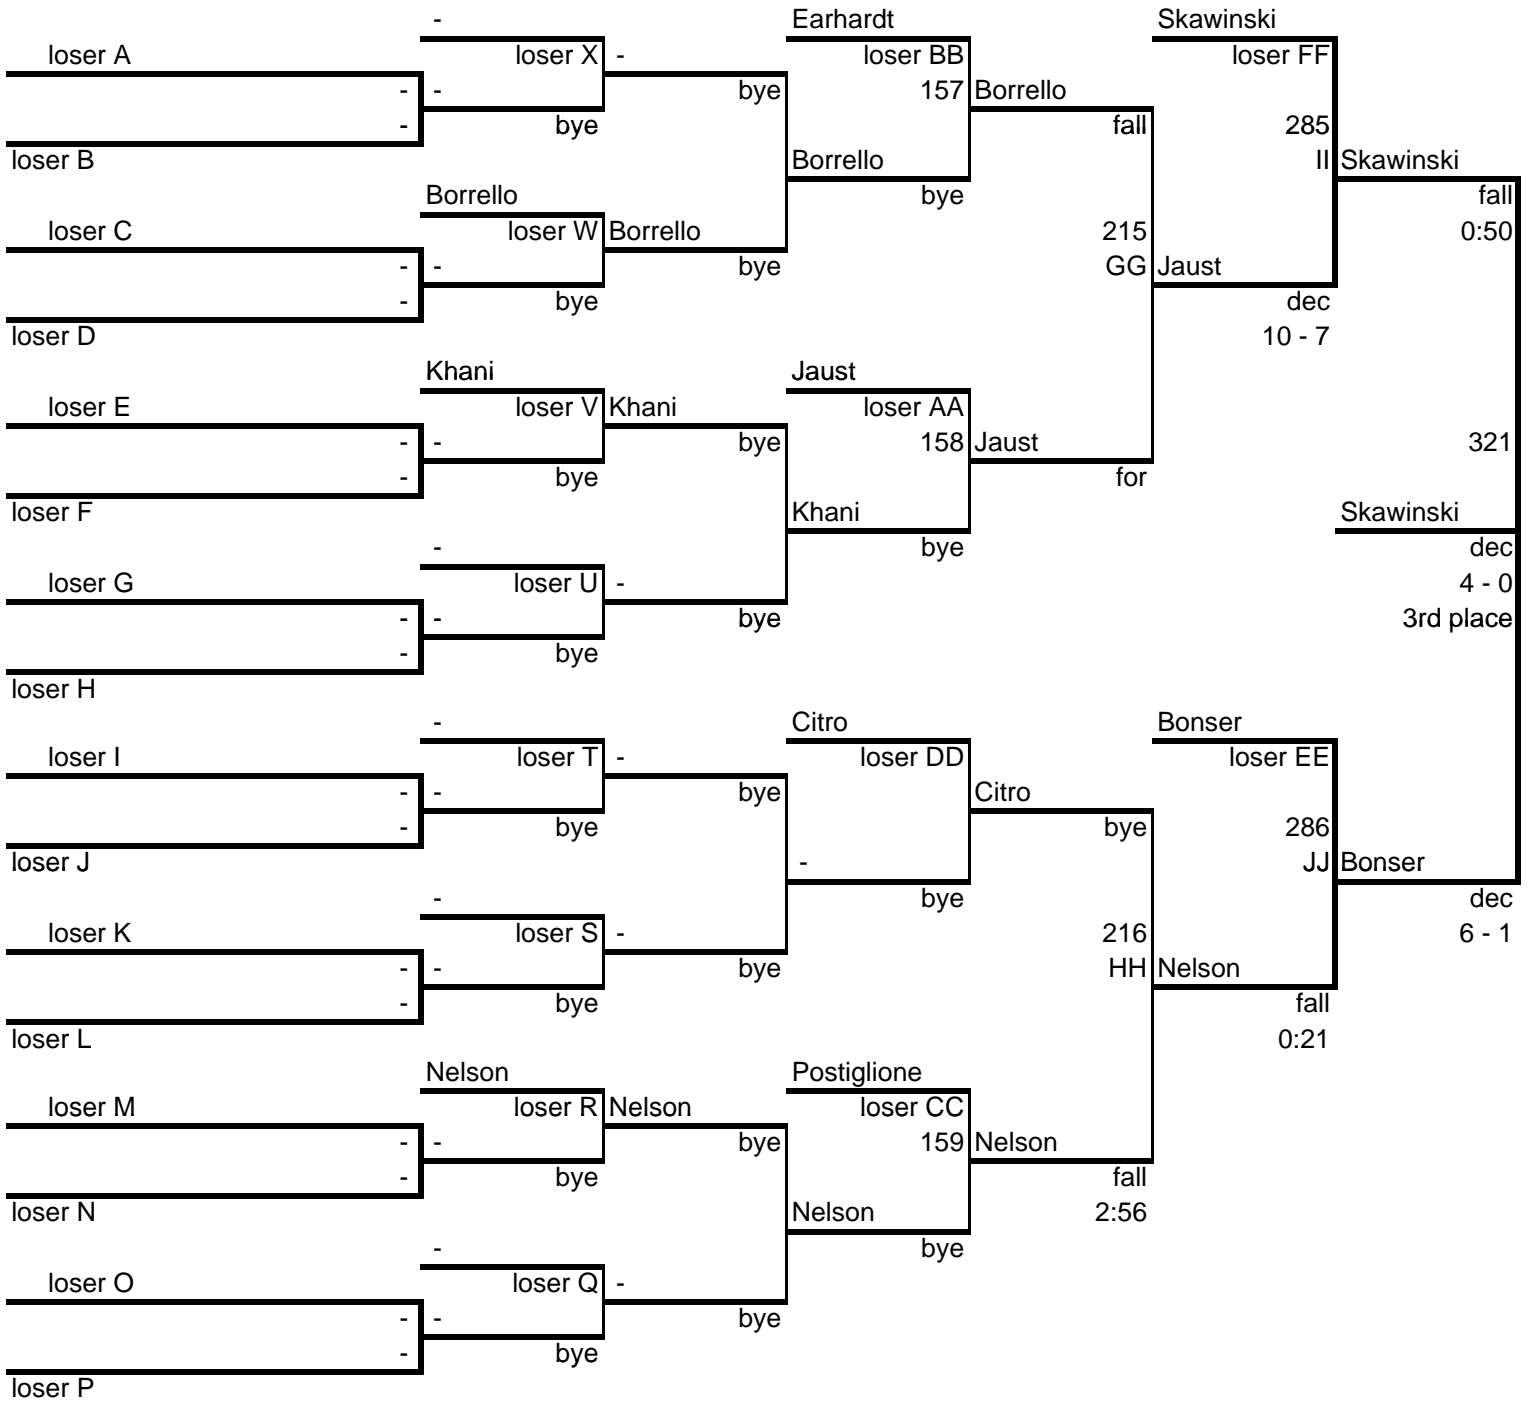 - Earhardt Skawinski
loser A loser X - loser BB loser FF
- - bye 157 Borrello
- bye fall 285
loser B Borrello II Skawinski
Borrello bye fall
loser C loser W Borrello 215 0:50
- - bye GG Jaust
- bye dec
loser D 10 - 7
Khani Jaust
loser E loser V Khani loser AA
- - bye 158 Jaust 321
- bye for
loser F Khani Skawinski
- bye dec
loser G loser U - 4 - 0
- - bye 3rd place
- bye
loser H
- Citro Bonser
loser I loser T - loser DD loser EE
- - bye Citro
- bye bye 286
loser J - JJ Bonser
- bye dec
loser K loser S - 216 6 - 1
- - bye HH Nelson
- bye fall
loser L 0:21
Nelson Postiglione
loser M loser R Nelson loser CC
- - bye 159 Nelson
- bye fall
loser N Nelson 2:56
- bye
loser O loser Q -
- - bye
- bye
loser P